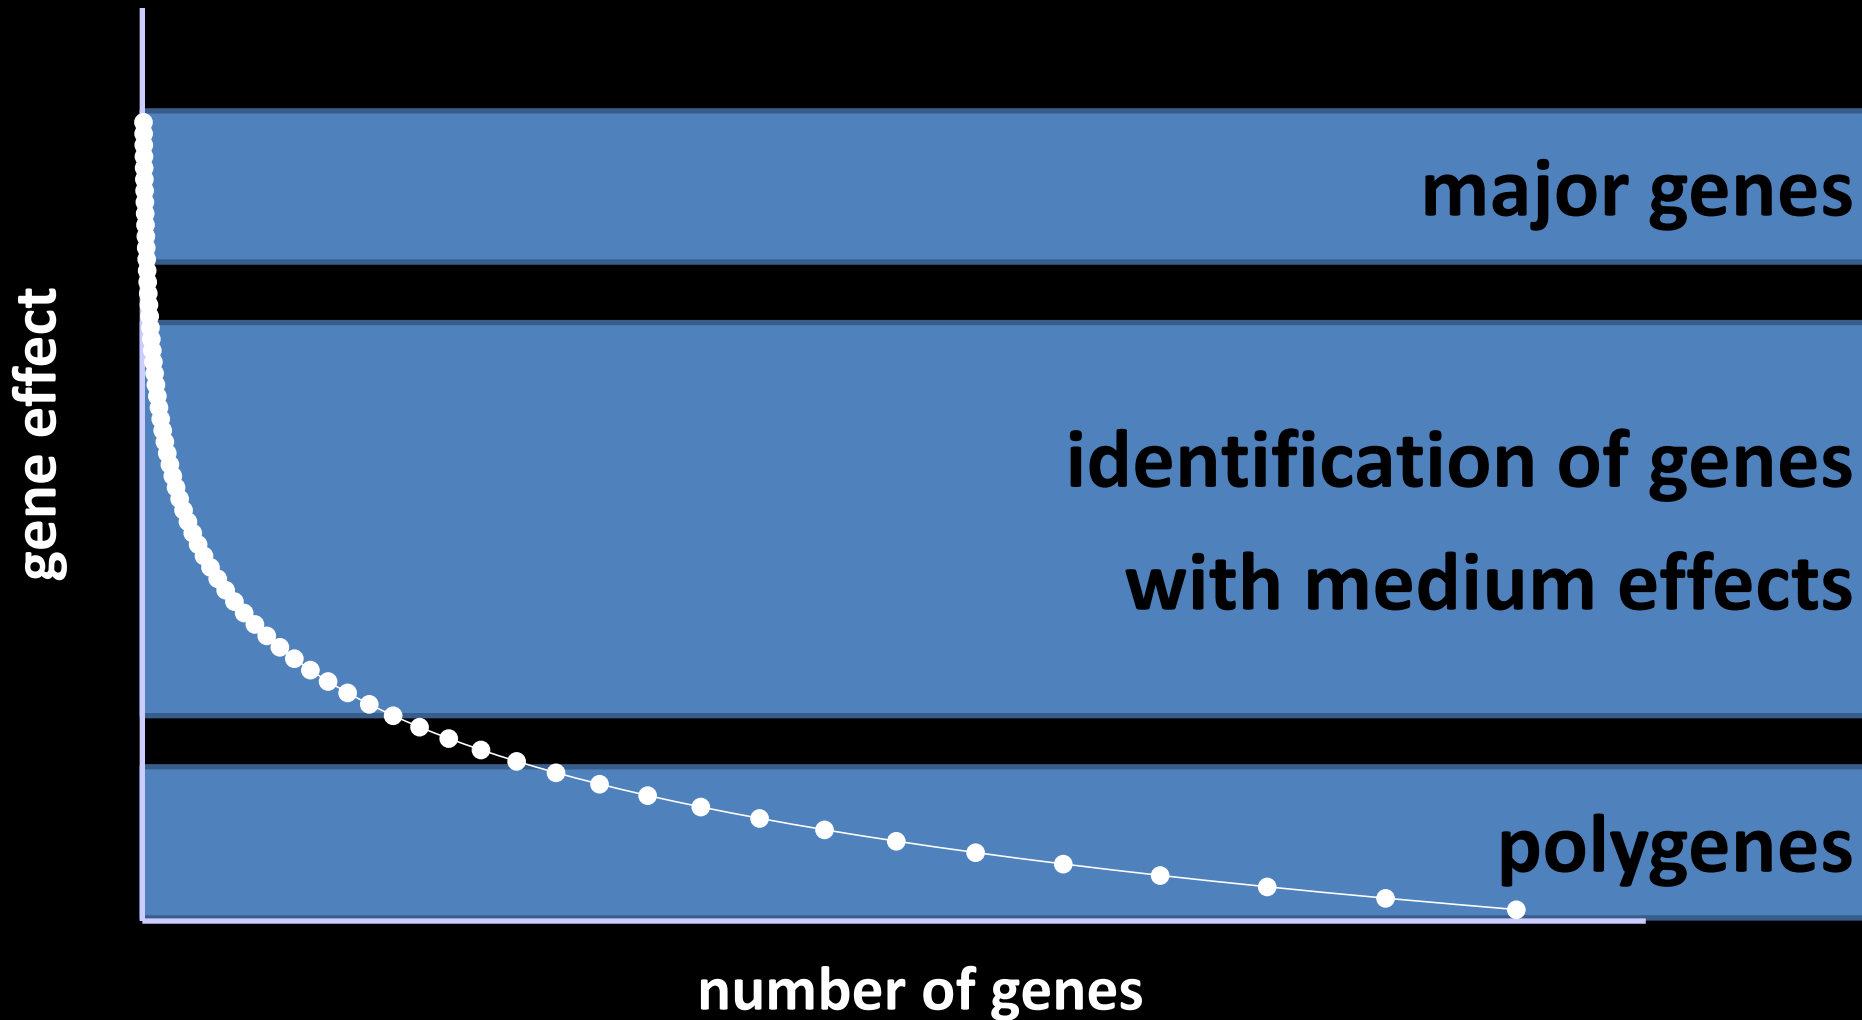 major genes
gene effect
identification of genes
with medium effects
polygenes
number of genes